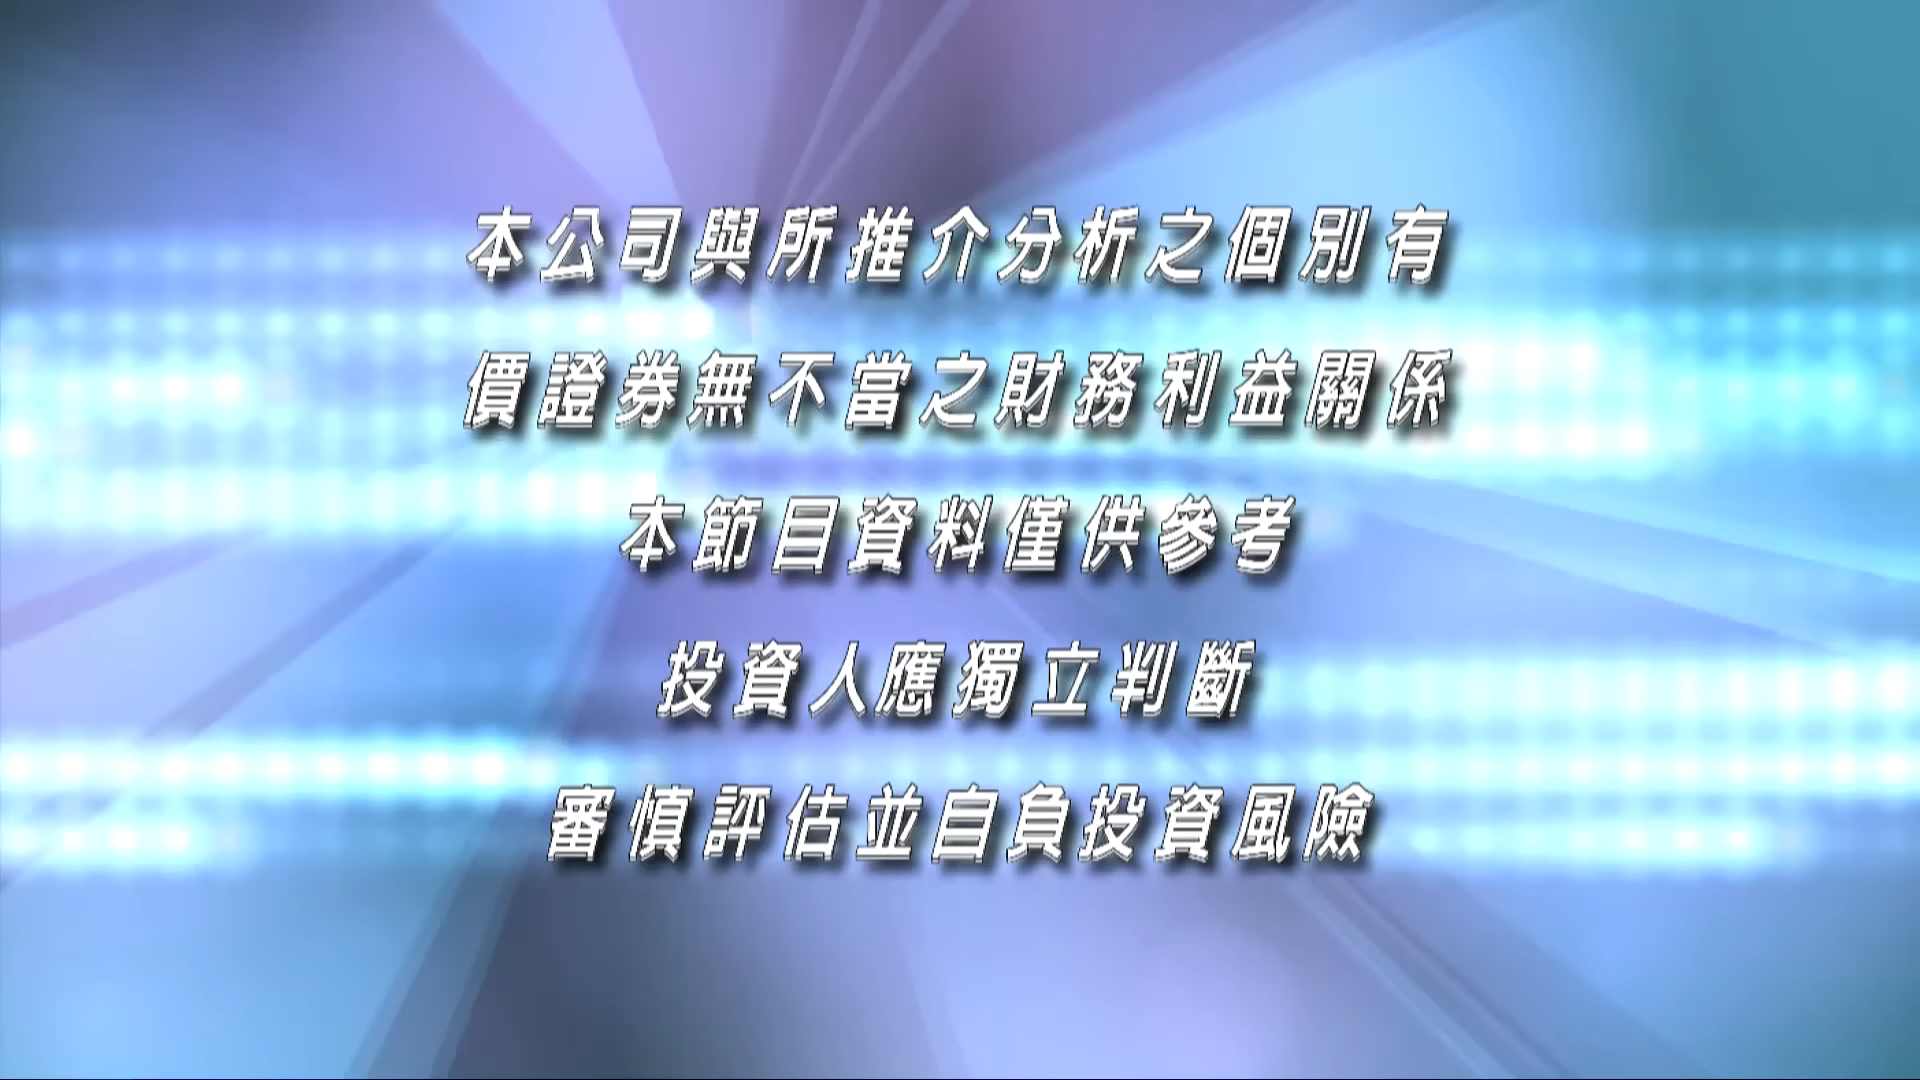 本公司與所推介分析之個別有
價證券無不當之財務利益關係
本節目資料僅供參考
投資人應獨立判斷
審慎評估並自負投資風險